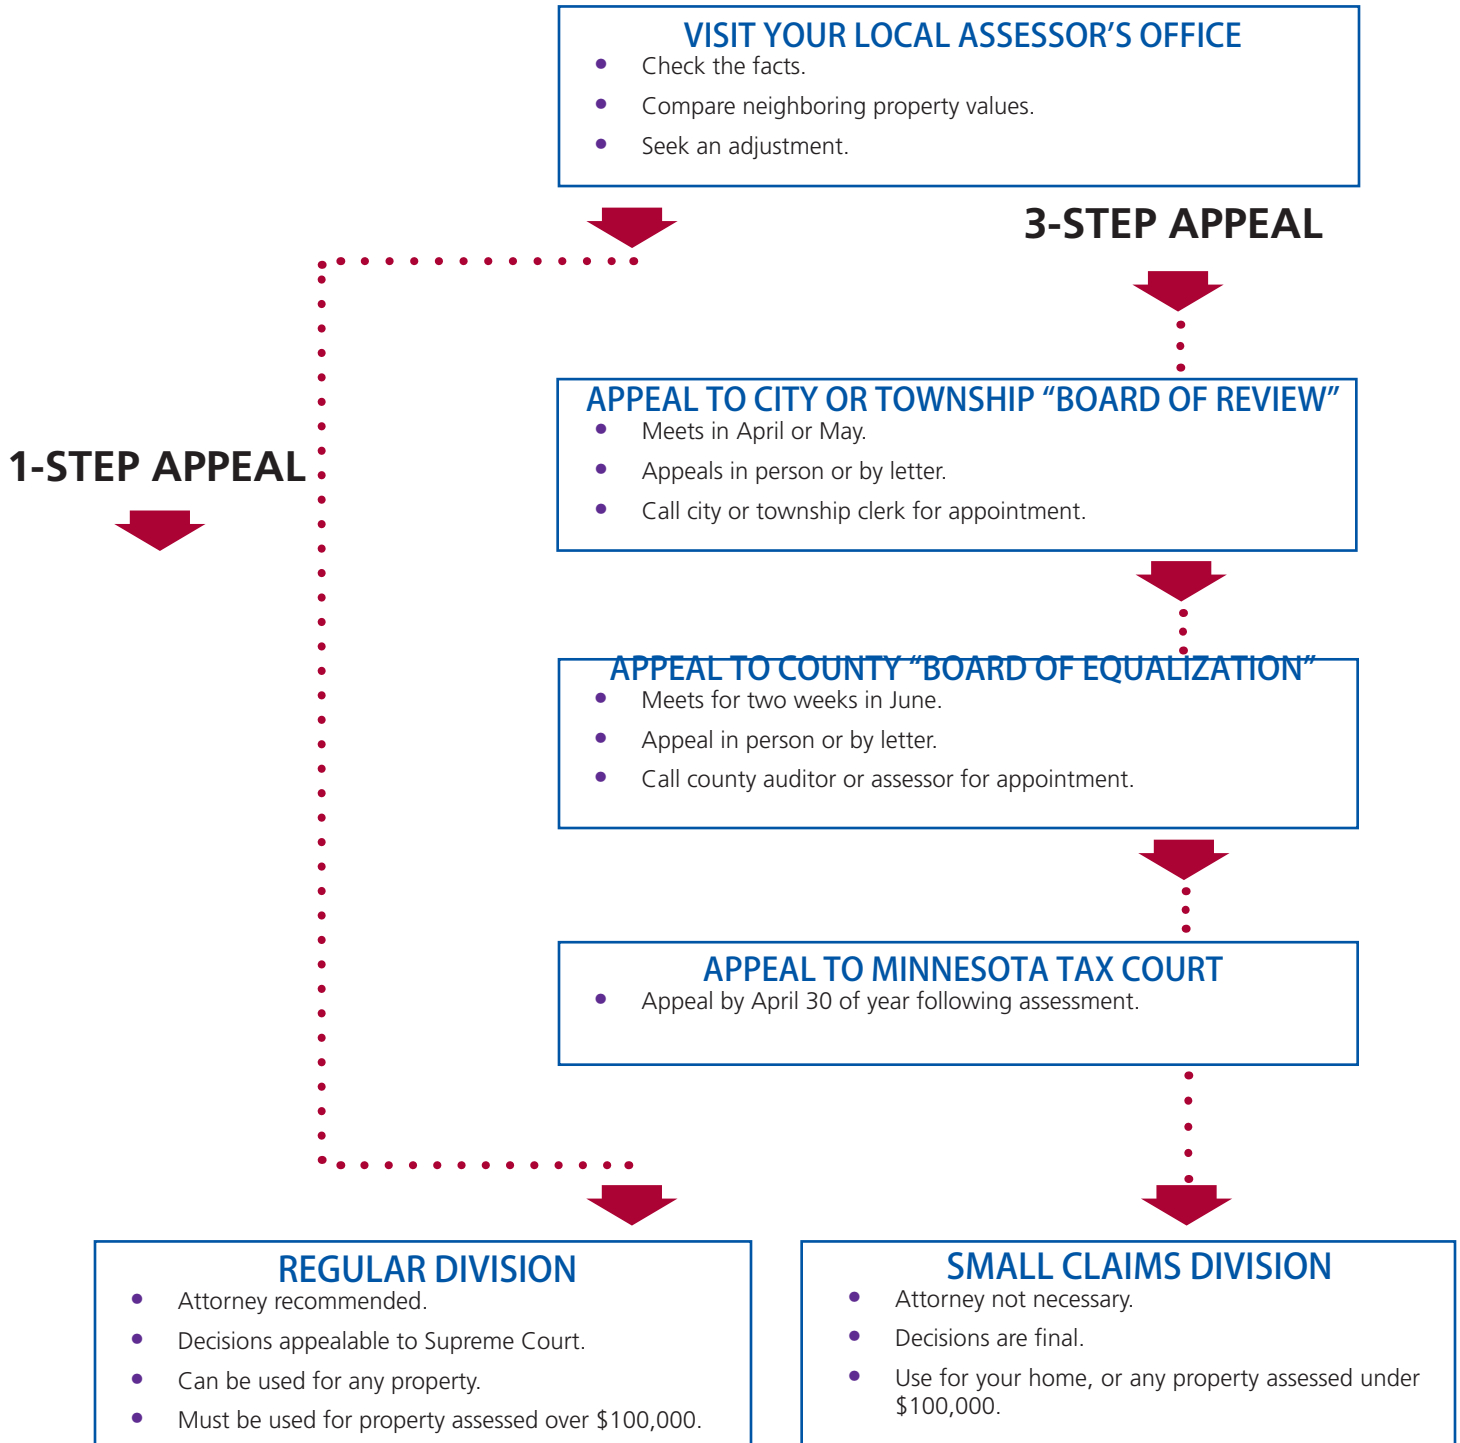 VISIT YOUR LOCAL ASSESSOR’S OFFICE
• Check the facts.
• Compare neighboring property values.
• Seek an adjustment.
3-STEP APPEAL
APPEAL TO CITY OR TOWNSHIP “BOARD OF REVIEW”
• Meets in April or May.
• Appeals in person or by letter.
• Call city or township clerk for appointment.
1-STEP APPEAL
APPEAL TO COUNTY “BOARD OF EQUALIZATION”
• Meets for two weeks in June.
• Appeal in person or by letter.
• Call county auditor or assessor for appointment.
APPEAL TO MINNESOTA TAX COURT
• Appeal by April 30 of year following assessment.
REGULAR DIVISION
• Attorney recommended.
• Decisions appealable to Supreme Court.
• Can be used for any property.
• Must be used for property assessed over $100,000.
SMALL CLAIMS DIVISION
• Attorney not necessary.
• Decisions are final.
• Use for your home, or any property assessed under
$100,000.